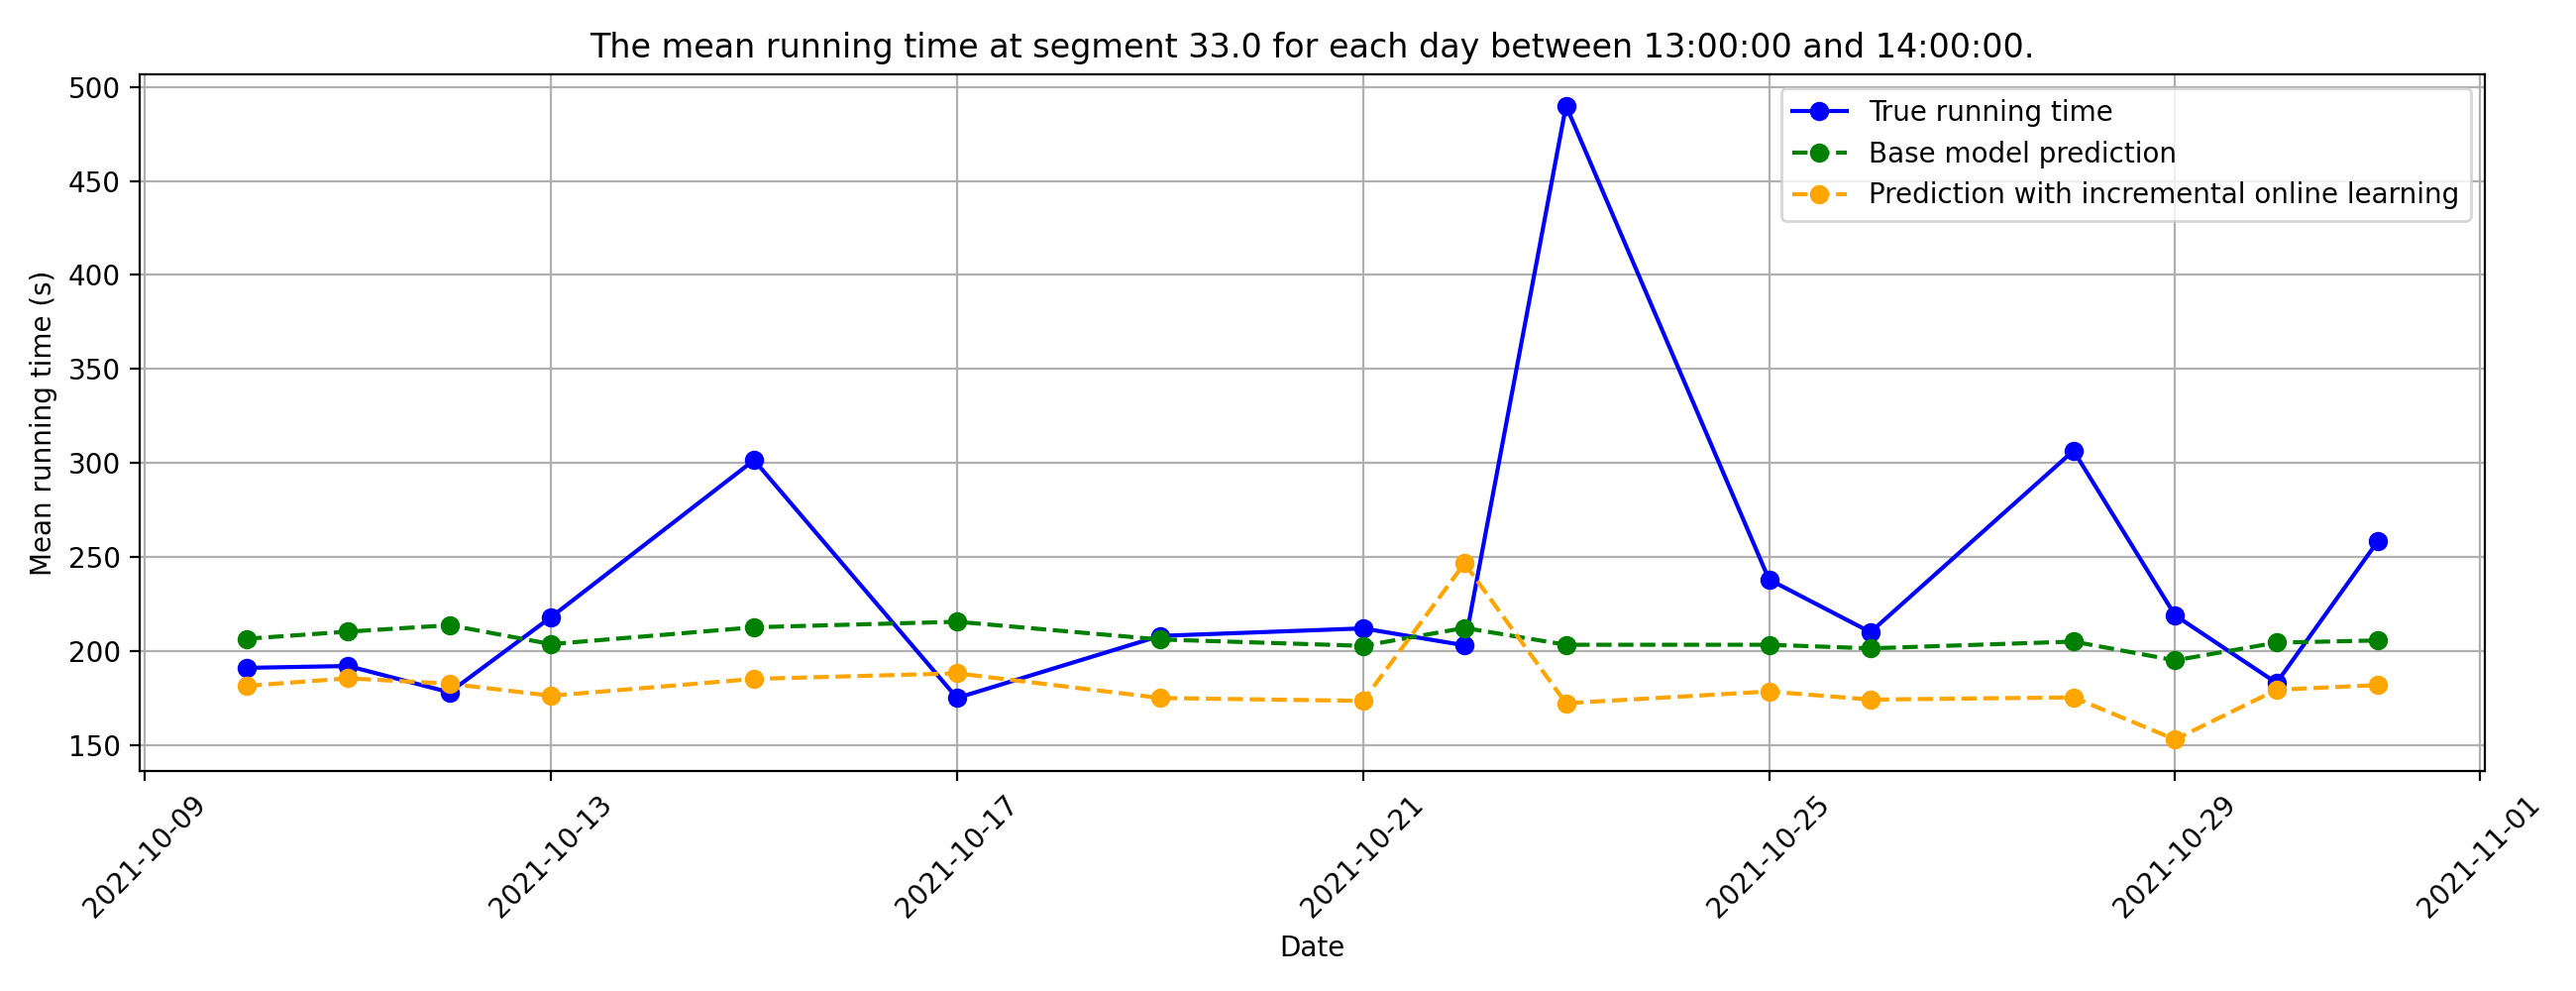 The mean running time at segment 33.0 for each day between 13:00:00 and 14:00:00.
True running time
Base model prediction
Prediction with incremental online learning
Mean running time (s)
500
450
400
350
300
250
200
150
2021-10-09
2021-10-13
2021-10-17
2021-10-21
2021-10-25
2021-10-29
2021-11-01
Date